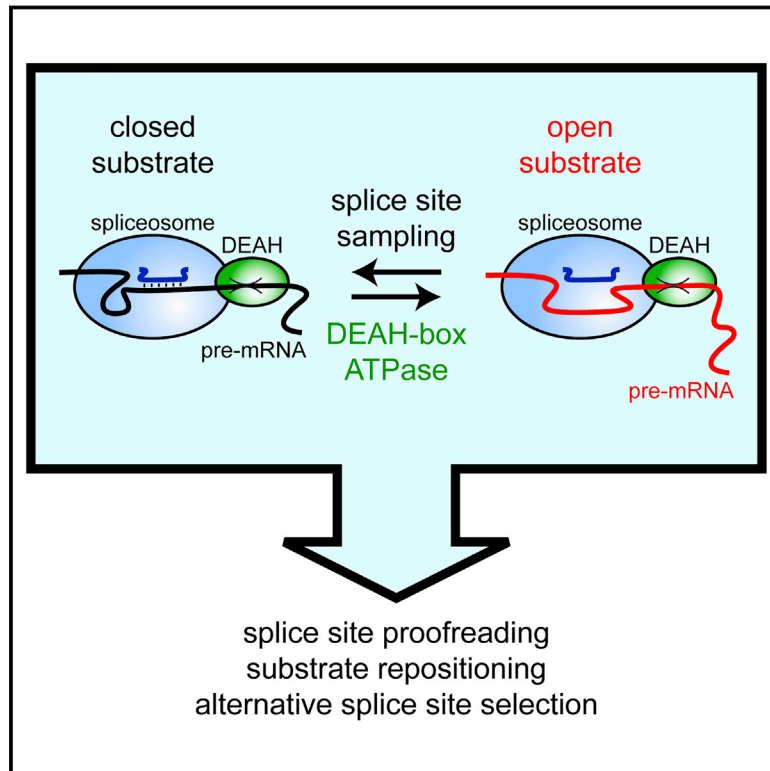 closed
substrate
spliceosome
DEAH
pre-mRNA
splice site
sampling
DEAH-box
ATPase
open
substrate
spliceosome
DEAH
pre-mRNA
splice site proofreading
substrate repositioning
alternative splice site selection